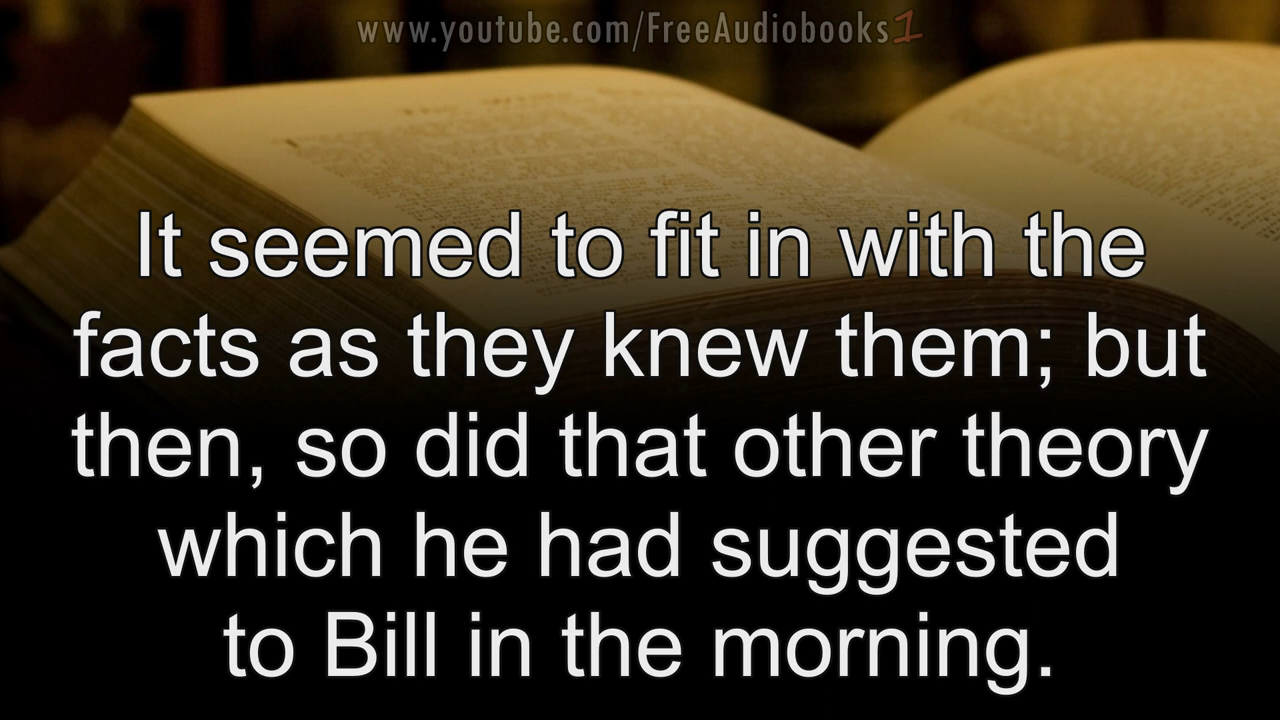 www.youtube.com/FreeAudiobooks1
It seemed to fit in with the
facts as they knew them; but
then, so did that other theory
which he had suggested
to Bill in the morning.